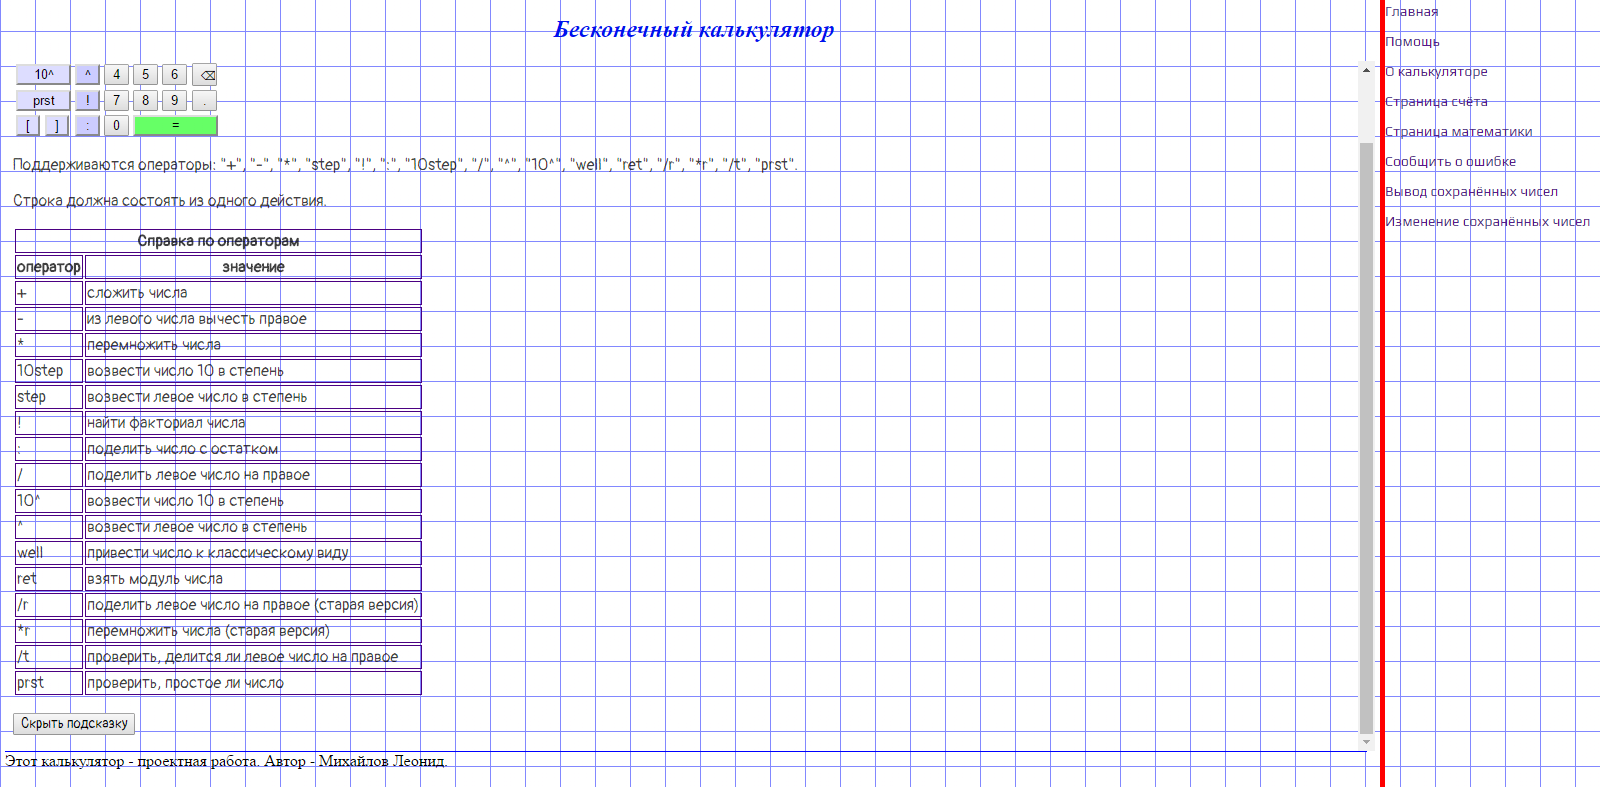 Бесконечный калькулятор
10^ ^ 4 5 6 ⌫
prst ! 7 8 9 .
[ ] : 0 =
Поддерживаются операторы: "+", "-", "*", "step", "!", ":", "10step", "/", "^", "10^", "well", "ret", "/r", "*r", "/t", "prst".
Строка должна состоять из одного действия.
Справка по операторам
оператор значение
+ сложить числа
- из левого числа вычесть правое
* перемножить числа
10step возвести число 10 в степень
step возвести левое число в степень
! найти факториал числа
: поделить число с остатком
/ поделить левое число на правое
10^ возвести число 10 в степень
^ возвести левое число в степень
well привести число к классическому виду
ret взять модуль числа
/r поделить левое число на правое (старая версия)
*r перемножить числа (старая версия)
/t проверить, делится ли левое число на правое
prst проверить, простое ли число
Скрыть подсказку
Этот калькулятор - проектная работа. Автор - Михайлов Леонид.
Главная
Помощь
О калькуляторе
Страница счёта
Страница математики
Сообщить о ошибке
Вывод сохранённых чисел
Изменение сохранённых чисел